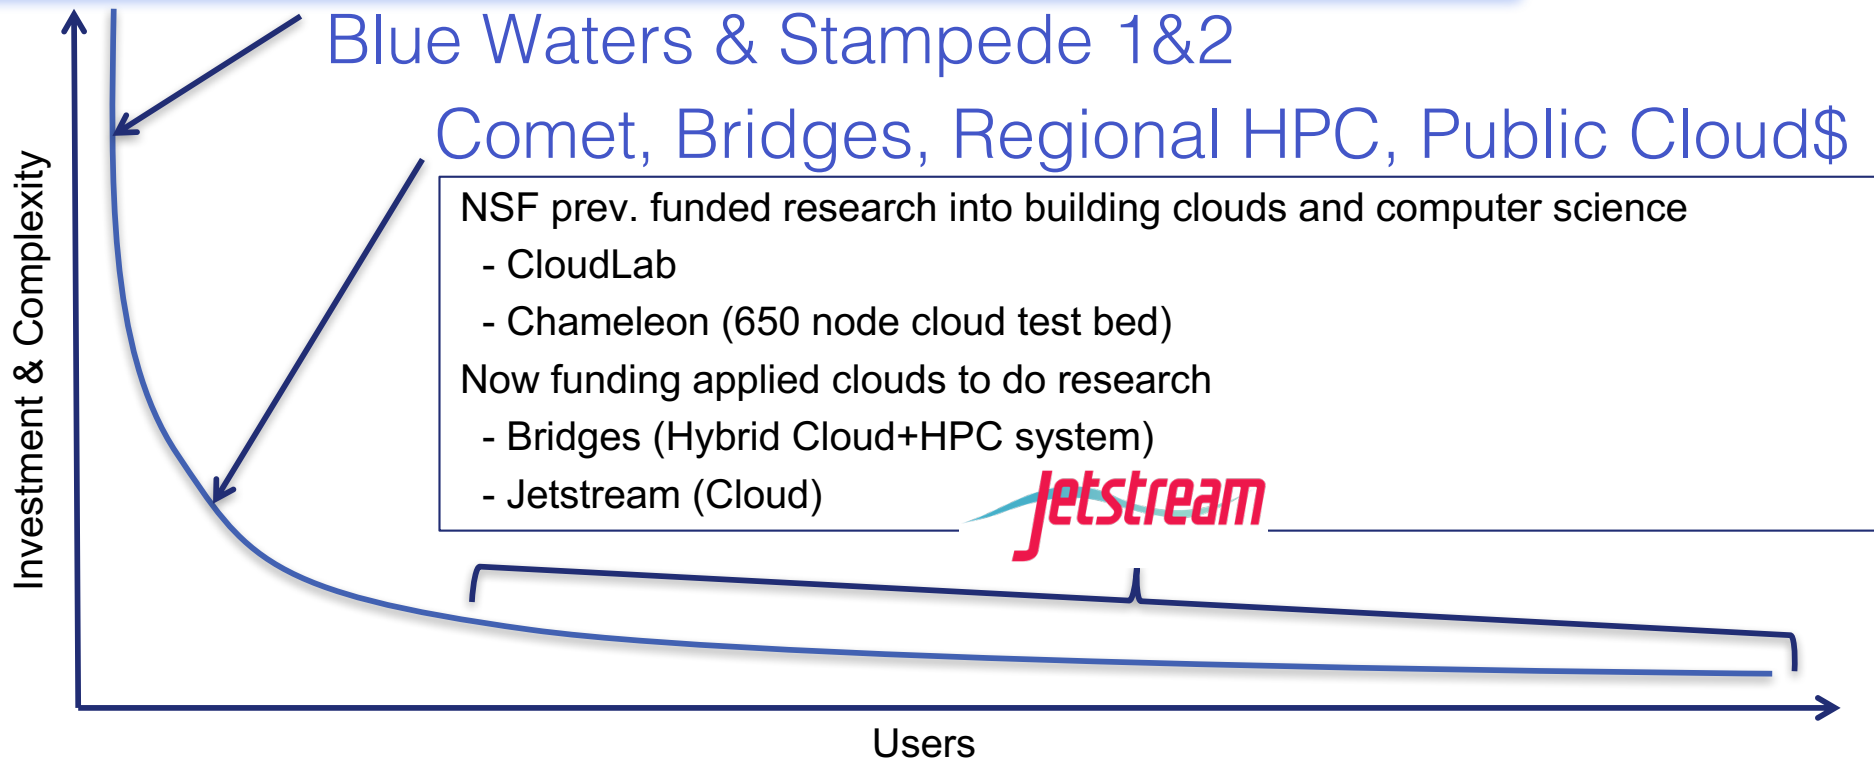 Blue Waters & Stampede 1&2
Comet, Bridges, Regional HPC, Public Cloud$
NSF prev. funded research into building clouds and computer science
- CloudLab
- Chameleon (650 node cloud test bed)
Now funding applied clouds to do research
- Bridges (Hybrid Cloud+HPC system)
- Jetstream (Cloud)
Jetstream
Investment & Complexity
Users